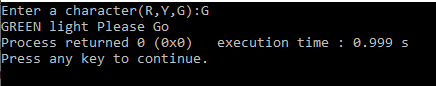 Enter a character(R,Y,G):G
GREEN light Please Go
Process returned 0 (0x0)   execution time : 0.999 s
Press any key to continue.